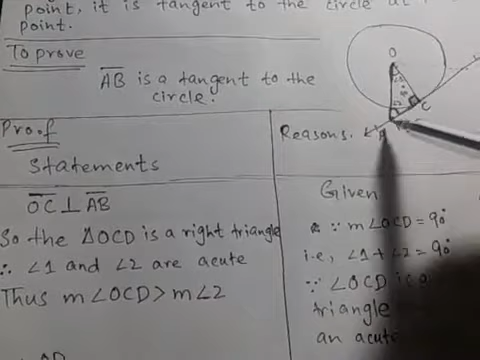 point, it is tangent to the circle at
point.
To prove
AB is a tangent to the
circle.
Proof
Reasons.
Statements
Given
OC ⊥ AB
∵ m∠OCD = 90°
So the ΔOCD is a right triangle
i.e, ∠1 + ∠2 = 90°
∴ ∠1 and ∠2 are acute
∵ ∠OCD is a
Thus m∠OCD > m∠2
triangle
an acute
O
C